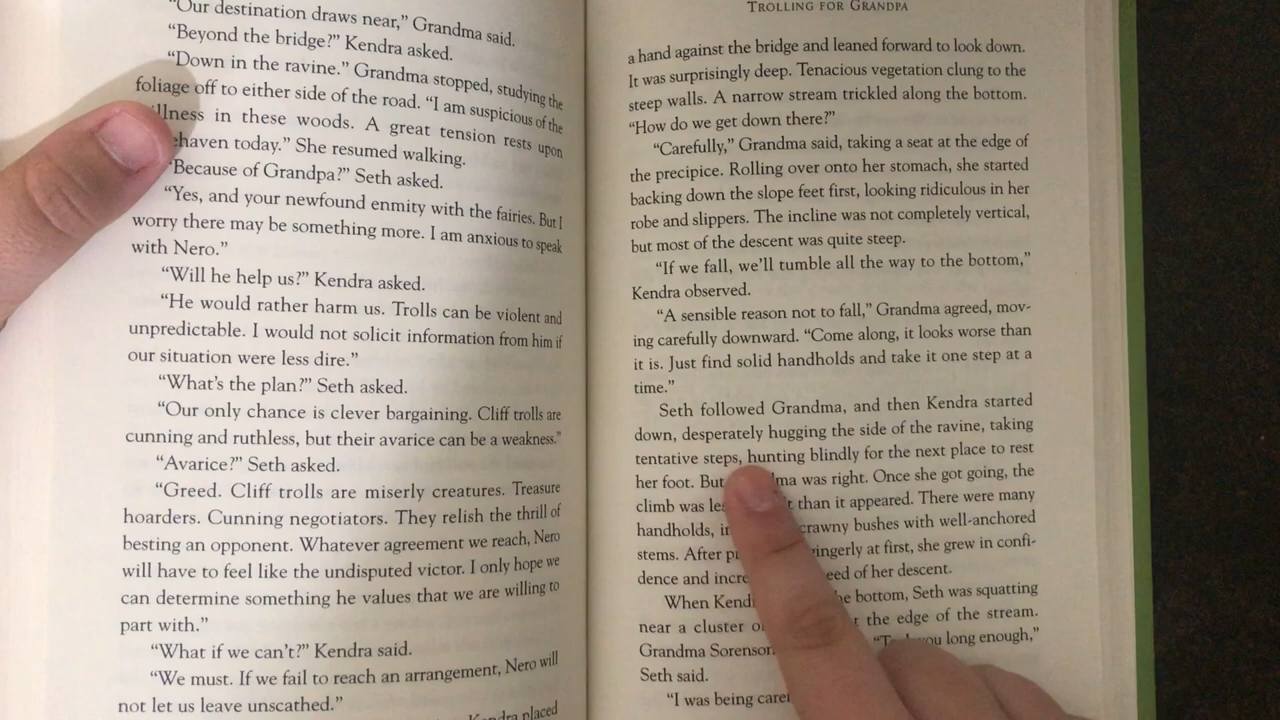 “Our destination draws near,” Grandma said.
“Beyond the bridge?” Kendra asked.
“Down in the ravine.” Grandma stopped, studying the
foliage off to either side of the road. “I am suspicious of the
in these woods. A great tension rests upon
today.” She resumed walking.
“Because of Grandpa?” Seth asked.
“Yes, and your newfound enmity with the fairies. But I
worry there may be something more. I am anxious to speak
with Nero.”
“Will he help us?” Kendra asked.
“He would rather harm us. Trolls can be violent and
unpredictable. I would not solicit information from him if
our situation were less dire.”
“What’s the plan?” Seth asked.
“Our only chance is clever bargaining. Cliff trolls are
cunning and ruthless, but their avarice can be a weakness.”
“Avarice?” Seth asked.
“Greed. Cliff trolls are miserly creatures. Treasure
hoarders. Cunning negotiators. They relish the thrill of
besting an opponent. Whatever agreement we reach, Nero
will have to feel like the undisputed victor. I only hope we
can determine something he values that we are willing to
part with.”
“What if we can’t?” Kendra said.
“We must. If we fail to reach an arrangement, Nero will
not let us leave unscathed.”
Kendra placed
Trolling for Grandpa
a hand against the bridge and leaned forward to look down.
It was surprisingly deep. Tenacious vegetation clung to the
steep walls. A narrow stream trickled along the bottom.
“How do we get down there?”
“Carefully,” Grandma said, taking a seat at the edge of
the precipice. Rolling over onto her stomach, she started
backing down the slope feet first, looking ridiculous in her
robe and slippers. The incline was not completely vertical,
but most of the descent was quite steep.
“If we fall, we’ll tumble all the way to the bottom,”
Kendra observed.
“A sensible reason not to fall,” Grandma agreed, mov-
ing carefully downward. “Come along, it looks worse than
it is. Just find solid handholds and take it one step at a
time.”
Seth followed Grandma, and then Kendra started
down, desperately hugging the side of the ravine, taking
tentative steps, hunting blindly for the next place to rest
her foot. But was right. Once she got going, the
climb was than it appeared. There were many
handholds, bushes with well-anchored
stems. After gingerly at first, she grew in confi-
dence and of her descent.
When bottom, Seth was squatting
near a cluster the edge of the stream.
Grandma Sorenson you long enough,”
Seth said.
“I was being